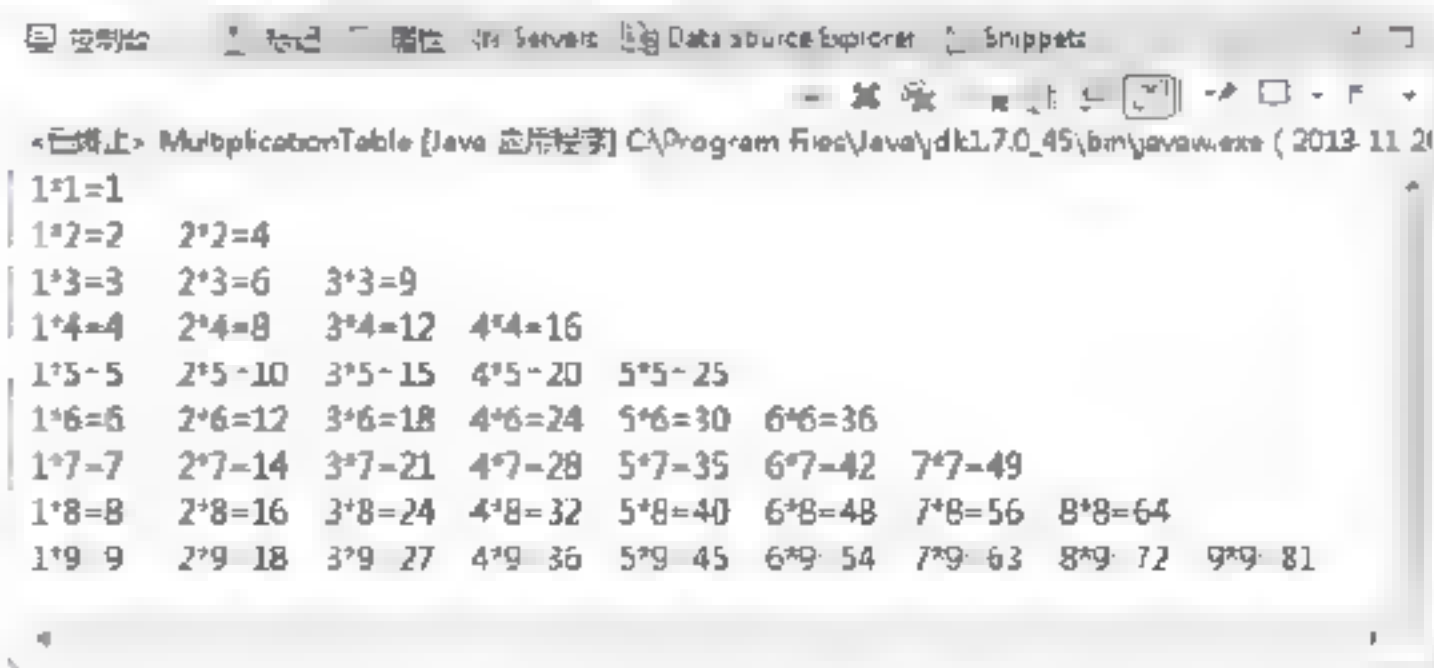 控制台 属性 Servers Data Source Explorer Snippets
<已终止> MultiplicationTable [Java 应用程序] C:\Program Files\Java\jdk1.7.0_45\bin\javaw.exe ( 2013-11-2
1*1=1
1*2=2 2*2=4
1*3=3 2*3=6 3*3=9
1*4=4 2*4=8 3*4=12 4*4=16
1*5=5 2*5=10 3*5=15 4*5=20 5*5=25
1*6=6 2*6=12 3*6=18 4*6=24 5*6=30 6*6=36
1*7=7 2*7=14 3*7=21 4*7=28 5*7=35 6*7=42 7*7=49
1*8=8 2*8=16 3*8=24 4*8=32 5*8=40 6*8=48 7*8=56 8*8=64
1*9=9 2*9=18 3*9=27 4*9=36 5*9=45 6*9=54 7*9=63 8*9=72 9*9=81